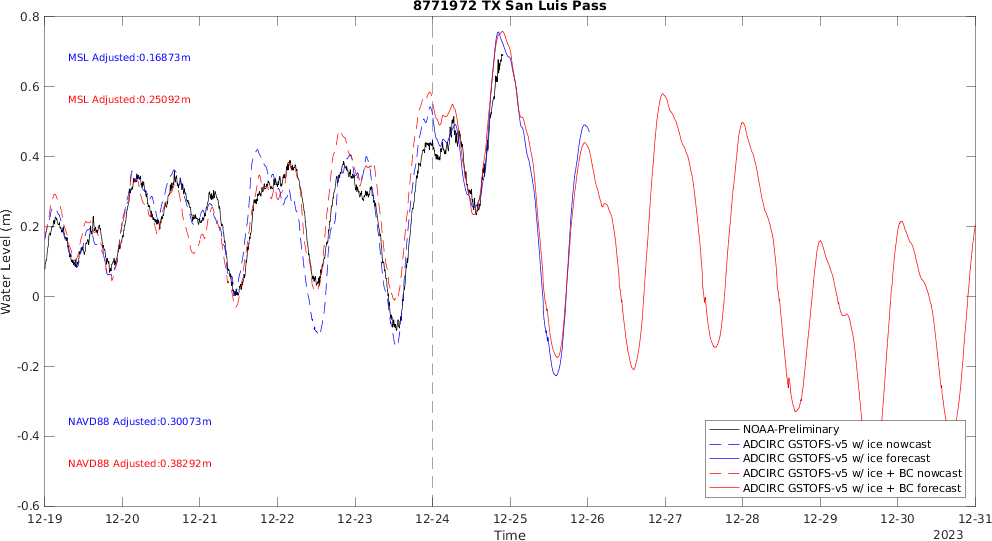 8771972 TX San Luis Pass
0.8
0.6
0.4
0.2
0
-0.2
-0.4
-0.6
Water Level (m)
MSL Adjusted:0.16873m
MSL Adjusted:0.25092m
NAVD88 Adjusted:0.30073m
NAVD88 Adjusted:0.38292m
NOAA-Preliminary
ADCIRC GSTOFS-v5 w/ ice nowcast
ADCIRC GSTOFS-v5 w/ ice forecast
ADCIRC GSTOFS-v5 w/ ice + BC nowcast
ADCIRC GSTOFS-v5 w/ ice + BC forecast
12-19 12-20 12-21 12-22 12-23 12-24 12-25 12-26 12-27 12-28 12-29 12-30 12-31
Time
2023